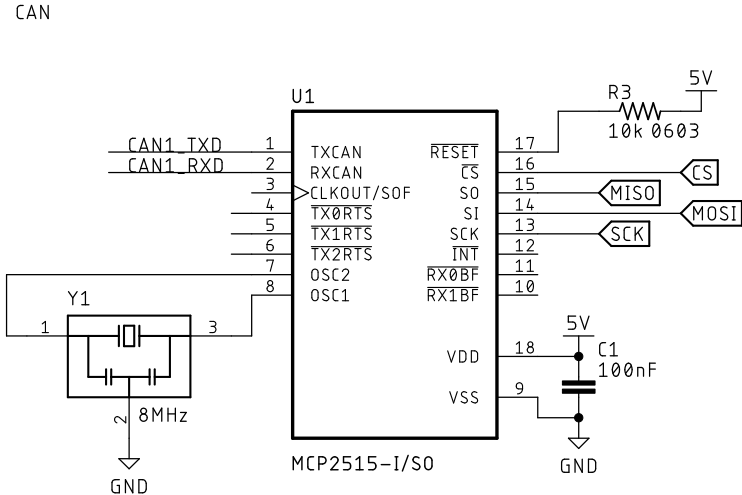 CAN
5V
U1
R3
10k 0603
CAN1_TXD 1 TXCAN RESET 17
CAN1_RXD 2 RXCAN CS 16 CS
3 CLKOUT/SOF SO 15 MISO
4 TX0RTS SI 14 MOSI
5 TX1RTS SCK 13 SCK
6 TX2RTS INT 12
7 OSC2 RX0BF 11
8 OSC1 RX1BF 10
Y1
1 3
5V
VDD 18 C1
100nF
VSS 9
2 8MHz
MCP2515-I/SO
GND
GND